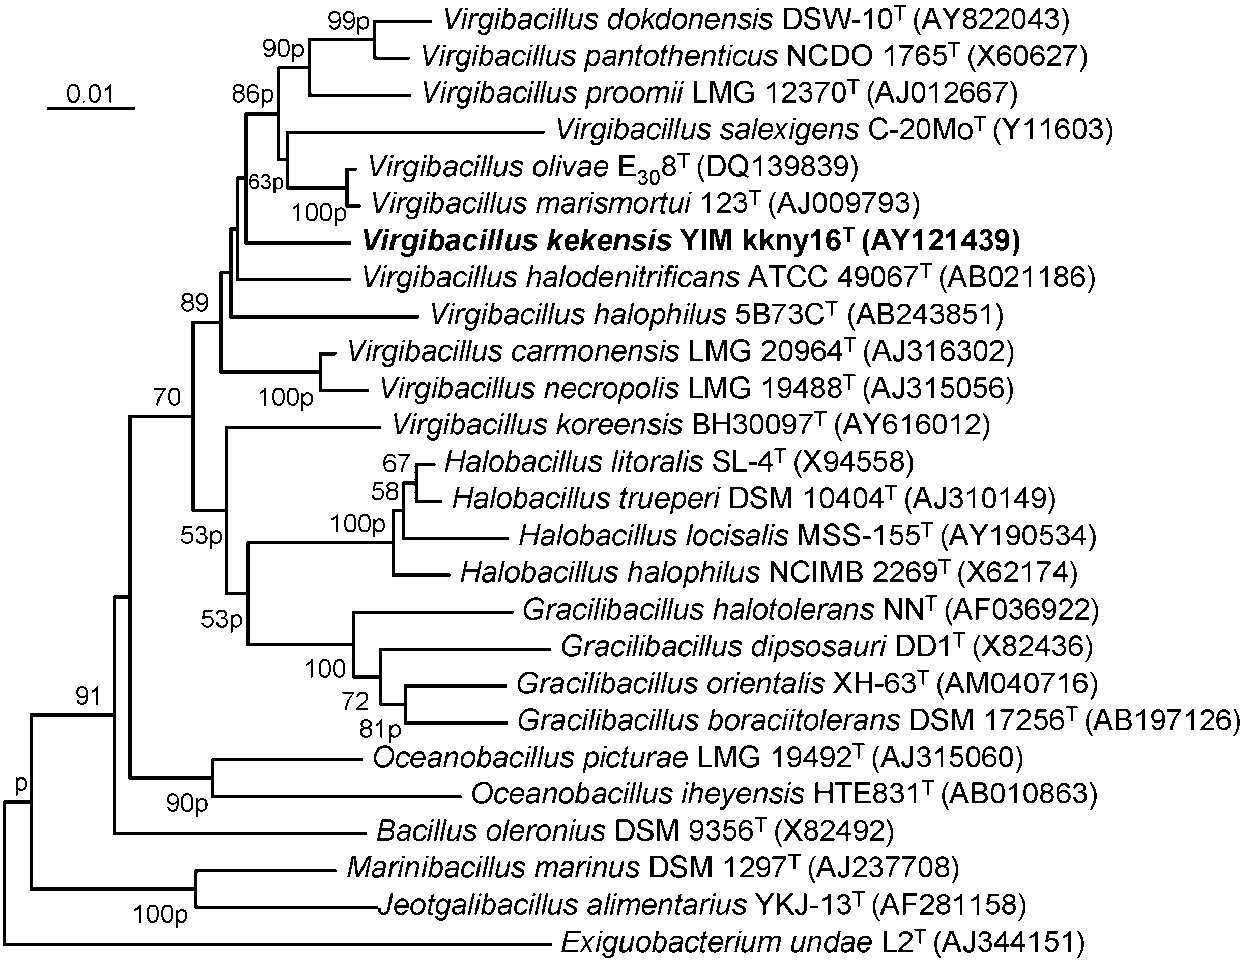 99p
Virgibacillus dokdonensis DSW-10ᵀ (AY822043)
90p
Virgibacillus pantothenticus NCDO 1765ᵀ (X60627)
0.01
86p
Virgibacillus proomii LMG 12370ᵀ (AJ012667)
Virgibacillus salexigens C-20Moᵀ (Y11603)
Virgibacillus olivae E₃₀8ᵀ (DQ139839)
63p
100p
Virgibacillus marismortui 123ᵀ (AJ009793)
Virgibacillus kekensis YIM kkny16ᵀ (AY121439)
Virgibacillus halodenitrificans ATCC 49067ᵀ (AB021186)
89
Virgibacillus halophilus 5B73Cᵀ (AB243851)
Virgibacillus carmonensis LMG 20964ᵀ (AJ316302)
70
100p
Virgibacillus necropolis LMG 19488ᵀ (AJ315056)
Virgibacillus koreensis BH30097ᵀ (AY616012)
67
Halobacillus litoralis SL-4ᵀ (X94558)
58
Halobacillus trueperi DSM 10404ᵀ (AJ310149)
100p
53p
Halobacillus locisalis MSS-155ᵀ (AY190534)
Halobacillus halophilus NCIMB 2269ᵀ (X62174)
53p
Gracilibacillus halotolerans NNᵀ (AF036922)
Gracilibacillus dipsosauri DD1ᵀ (X82436)
100
Gracilibacillus orientalis XH-63ᵀ (AM040716)
91
72
81p
Gracilibacillus boraciitolerans DSM 17256ᵀ (AB197126)
Oceanobacillus picturae LMG 19492ᵀ (AJ315060)
p
90p
Oceanobacillus iheyensis HTE831ᵀ (AB010863)
Bacillus oleronius DSM 9356ᵀ (X82492)
Marinibacillus marinus DSM 1297ᵀ (AJ237708)
100p
Jeotgalibacillus alimentarius YKJ-13ᵀ (AF281158)
Exiguobacterium undae L2ᵀ (AJ344151)